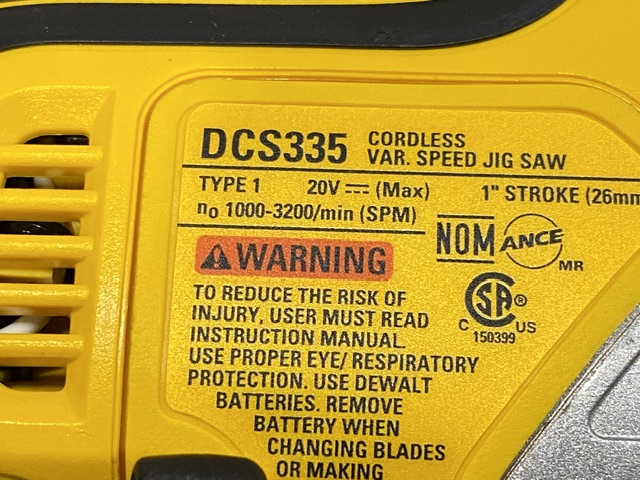 DCS335 CORDLESS
VAR. SPEED JIG SAW
TYPE 1 20V ⎓ (Max) 1" STROKE (26mm
n₀ 1000-3200/min (SPM)
NOM ANCE
MR
WARNING
SA ®
C US
150399
TO REDUCE THE RISK OF
INJURY, USER MUST READ
INSTRUCTION MANUAL.
USE PROPER EYE/ RESPIRATORY
PROTECTION. USE DEWALT
BATTERIES. REMOVE
BATTERY WHEN
CHANGING BLADES
OR MAKING